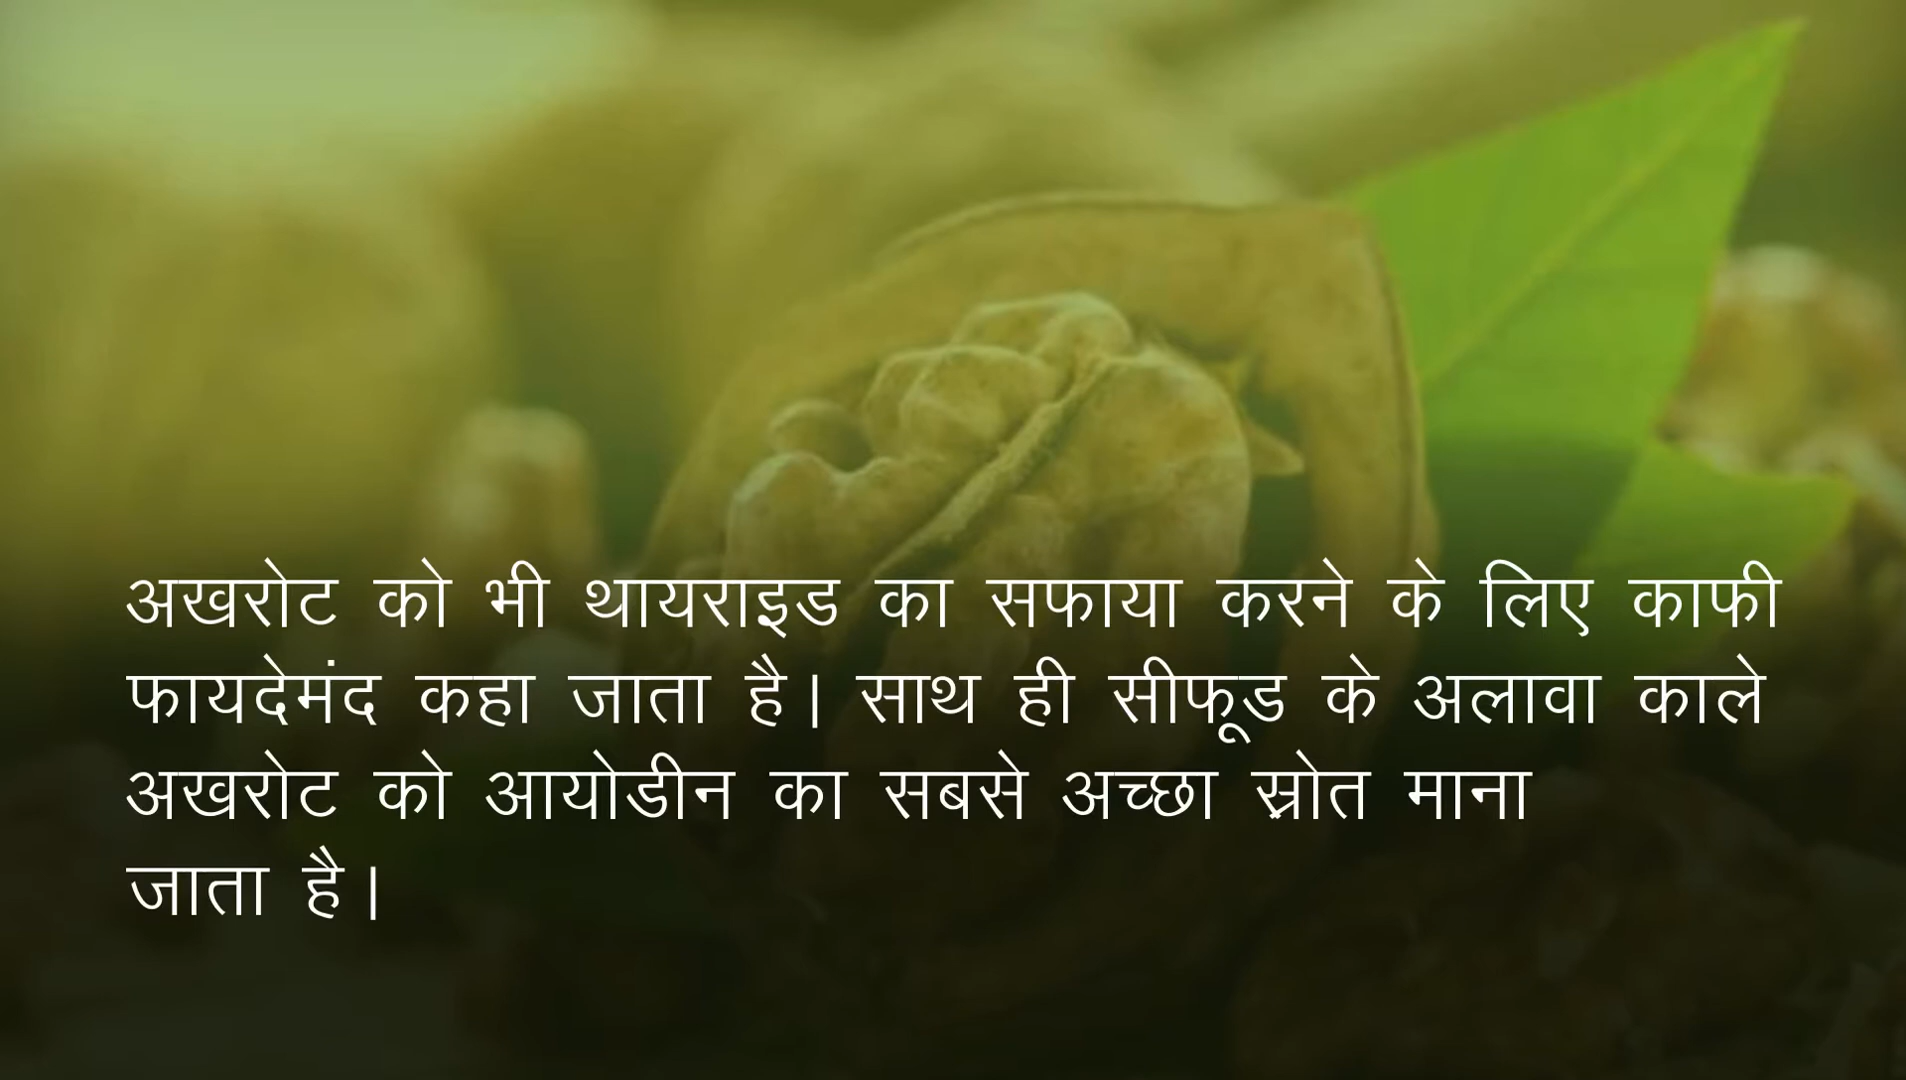 अखरोट को भी थायराइड का सफाया करने के लिए काफी
फायदेमंद कहा जाता है। साथ ही सीफूड के अलावा काले
अखरोट को आयोडीन का सबसे अच्छा स्रोत माना
जाता है।